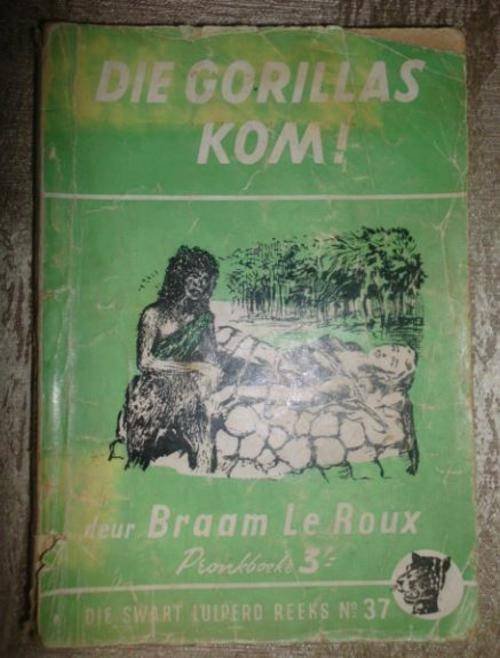 DIE GORILLAS
KOM!
deur Braam Le Roux
Pronkboeke 3'-
DIE SWART LUIPERD REEKS Nº 37